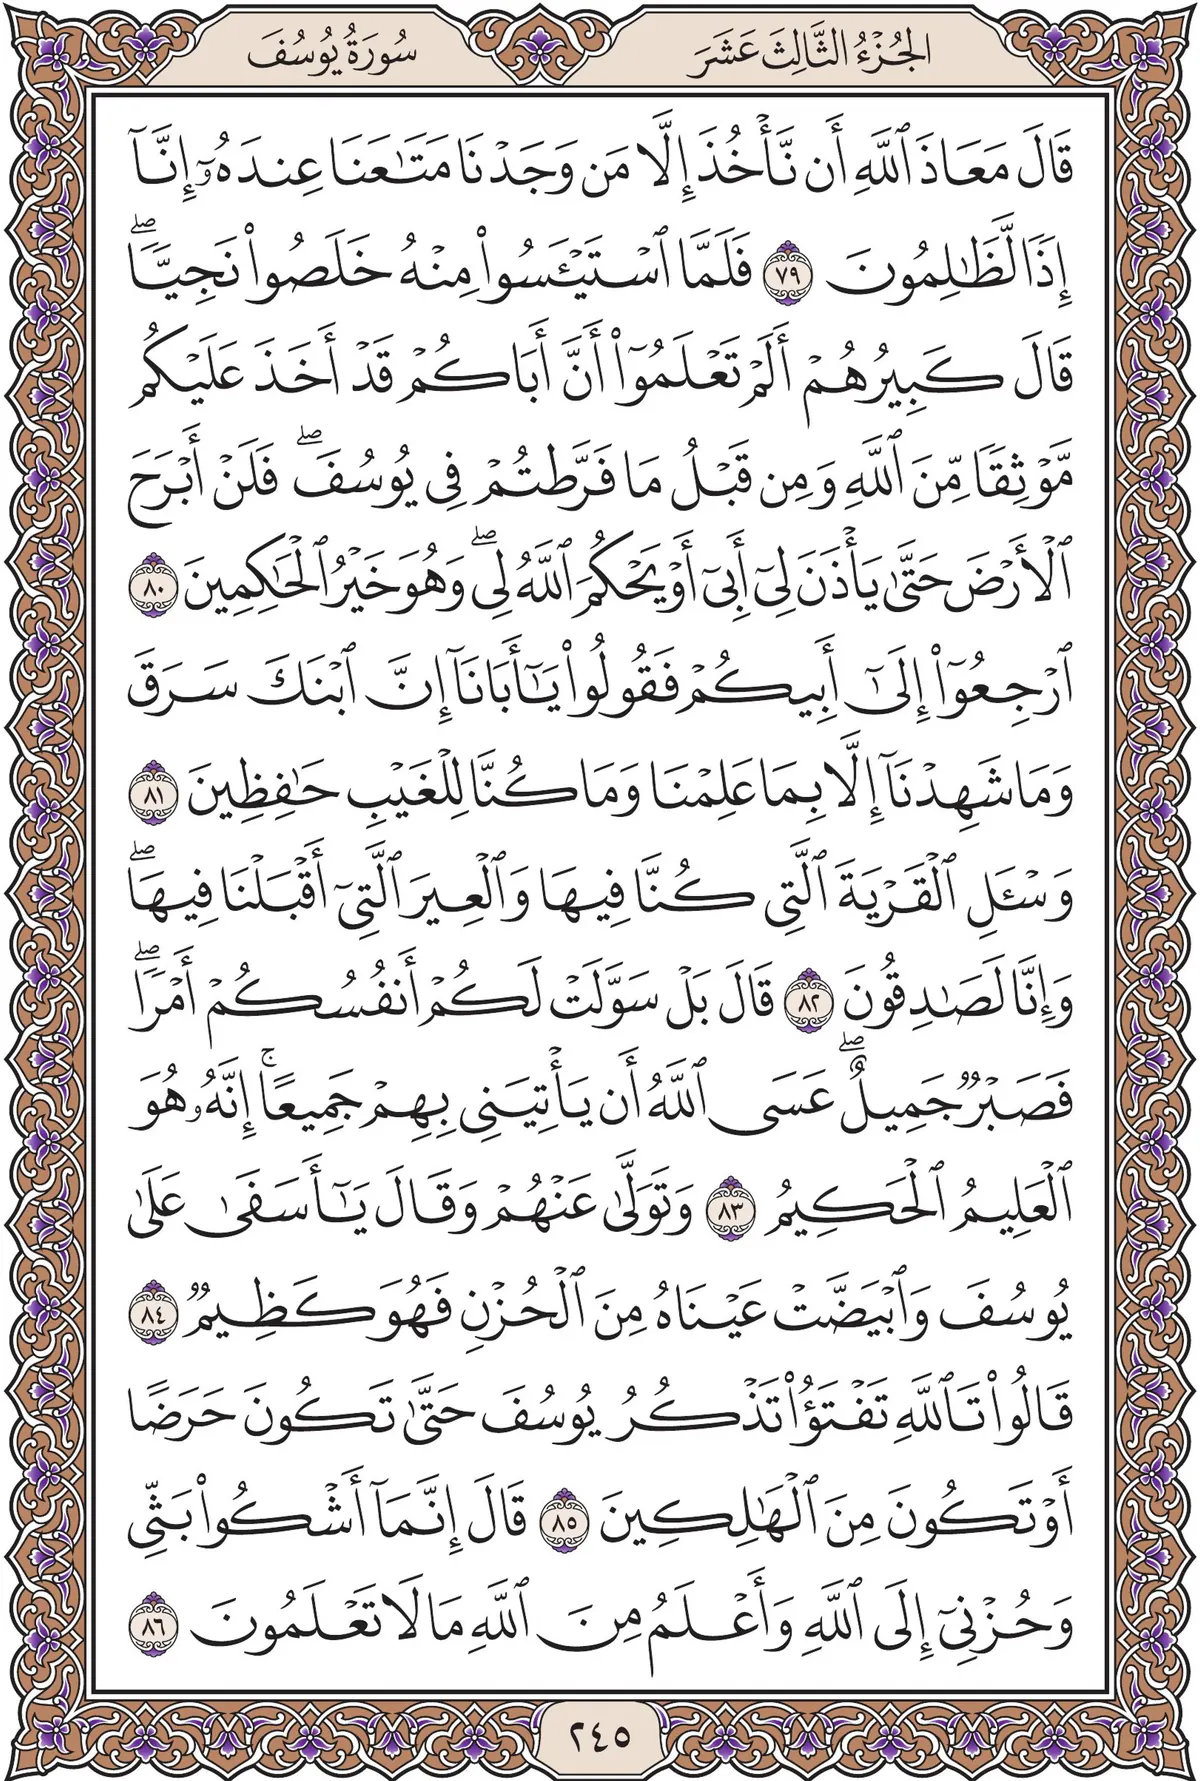 الجُزْءُ الثَّالِثَ عَشَرَ
سُورَةُ يُوسُفَ
قَالَ مَعَاذَ ٱللَّهِ أَن نَّأۡخُذَ إِلَّا مَن وَجَدۡنَا مَتَٰعَنَا عِندَهُۥٓ إِنَّآ
إِذٗا لَّظَٰلِمُونَ ٧٩ فَلَمَّا ٱسۡتَيۡـَٔسُواْ مِنۡهُ خَلَصُواْ نَجِيّٗاۖ
قَالَ كَبِيرُهُمۡ أَلَمۡ تَعۡلَمُوٓاْ أَنَّ أَبَاكُمۡ قَدۡ أَخَذَ عَلَيۡكُم
مَّوۡثِقٗا مِّنَ ٱللَّهِ وَمِن قَبۡلُ مَا فَرَّطتُمۡ فِي يُوسُفَۖ فَلَنۡ أَبۡرَحَ
ٱلۡأَرۡضَ حَتَّىٰ يَأۡذَنَ لِيٓ أَبِيٓ أَوۡ يَحۡكُمَ ٱللَّهُ لِيۖ وَهُوَ خَيۡرُ ٱلۡحَٰكِمِينَ ٨٠
ٱرۡجِعُوٓاْ إِلَىٰٓ أَبِيكُمۡ فَقُولُواْ يَٰٓأَبَانَآ إِنَّ ٱبۡنَكَ سَرَقَ
وَمَا شَهِدۡنَآ إِلَّا بِمَا عَلِمۡنَا وَمَا كُنَّا لِلۡغَيۡبِ حَٰفِظِينَ ٨١
وَسۡـَٔلِ ٱلۡقَرۡيَةَ ٱلَّتِي كُنَّا فِيهَا وَٱلۡعِيرَ ٱلَّتِيٓ أَقۡبَلۡنَا فِيهَاۖ
وَإِنَّا لَصَٰدِقُونَ ٨٢ قَالَ بَلۡ سَوَّلَتۡ لَكُمۡ أَنفُسُكُمۡ أَمۡرٗاۖ
فَصَبۡرٞ جَمِيلٌۖ عَسَى ٱللَّهُ أَن يَأۡتِيَنِي بِهِمۡ جَمِيعًاۚ إِنَّهُۥ هُوَ
ٱلۡعَلِيمُ ٱلۡحَكِيمُ ٨٣ وَتَوَلَّىٰ عَنۡهُمۡ وَقَالَ يَٰٓأَسَفَىٰ عَلَىٰ
يُوسُفَ وَٱبۡيَضَّتۡ عَيۡنَاهُ مِنَ ٱلۡحُزۡنِ فَهُوَ كَظِيمٞ ٨٤
قَالُواْ تَٱللَّهِ تَفۡتَؤُاْ تَذۡكُرُ يُوسُفَ حَتَّىٰ تَكُونَ حَرَضًا
أَوۡ تَكُونَ مِنَ ٱلۡهَٰلِكِينَ ٨٥ قَالَ إِنَّمَآ أَشۡكُواْ بَثِّي
وَحُزۡنِيٓ إِلَى ٱللَّهِ وَأَعۡلَمُ مِنَ ٱللَّهِ مَا لَا تَعۡلَمُونَ ٨٦
٢٤٥